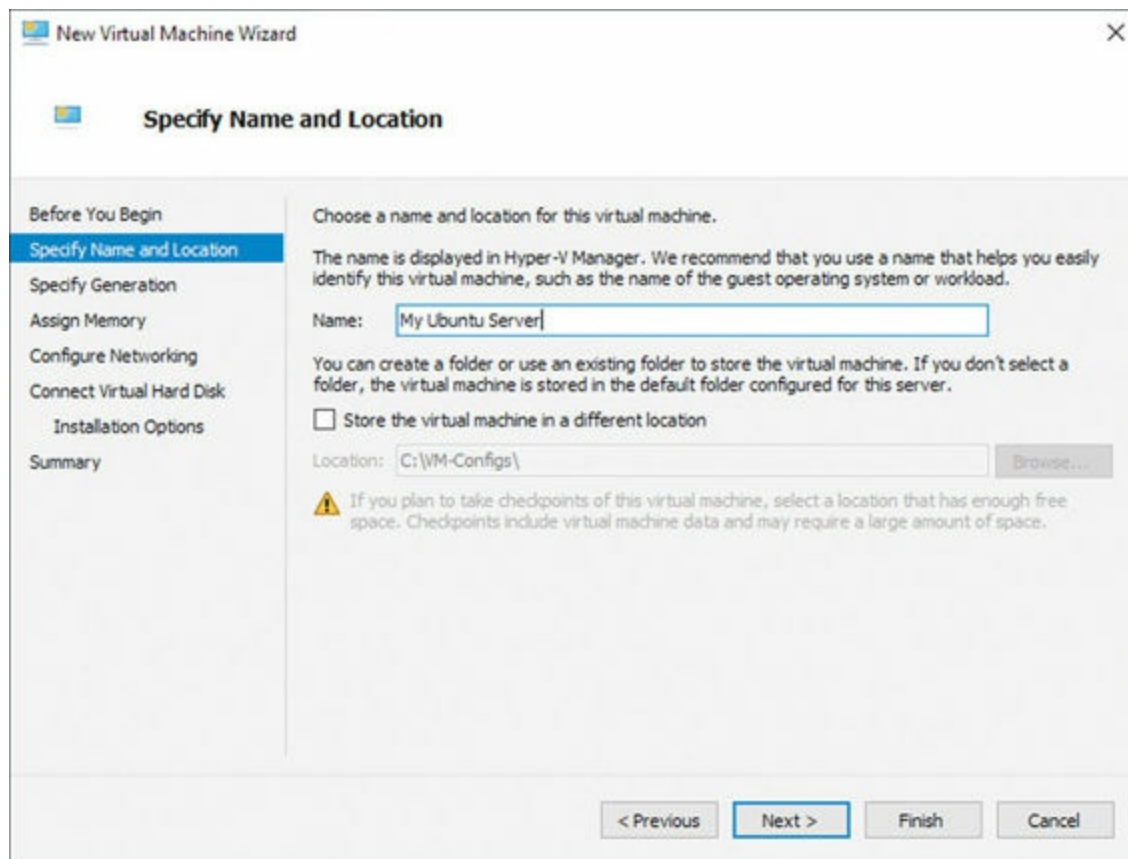 New Virtual Machine Wizard
Specify Name and Location
Before You Begin
Specify Name and Location
Specify Generation
Assign Memory
Configure Networking
Connect Virtual Hard Disk
Installation Options
Summary
Choose a name and location for this virtual machine.
The name is displayed in Hyper-V Manager. We recommend that you use a name that helps you easily
identify this virtual machine, such as the name of the guest operating system or workload.
Name: My Ubuntu Server
You can create a folder or use an existing folder to store the virtual machine. If you don't select a
folder, the virtual machine is stored in the default folder configured for this server.
Store the virtual machine in a different location
Location: C:\VM-Configs\ Browse...
If you plan to take checkpoints of this virtual machine, select a location that has enough free
space. Checkpoints include virtual machine data and may require a large amount of space.
< Previous Next > Finish Cancel